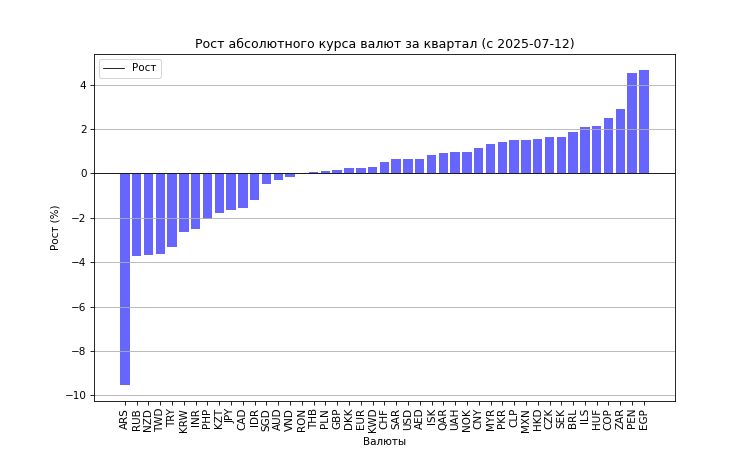 Рост абсолютного курса валют за квартал (с 2025-07-12)
Рост
4
2
0
−2
−4
−6
−8
−10
Рост (%)
ARS RUB NZD TWD TRY KRW INR PHP KZT JPY CAD IDR SGD AUD VND RON THB PLN GBP DKK EUR KWD CHF SAR USD AED ISK QAR UAH NOK CNY MYR PKR CLP MXN HKD CZK SEK BRL ILS HUF COP ZAR PEN EGP
Валюты